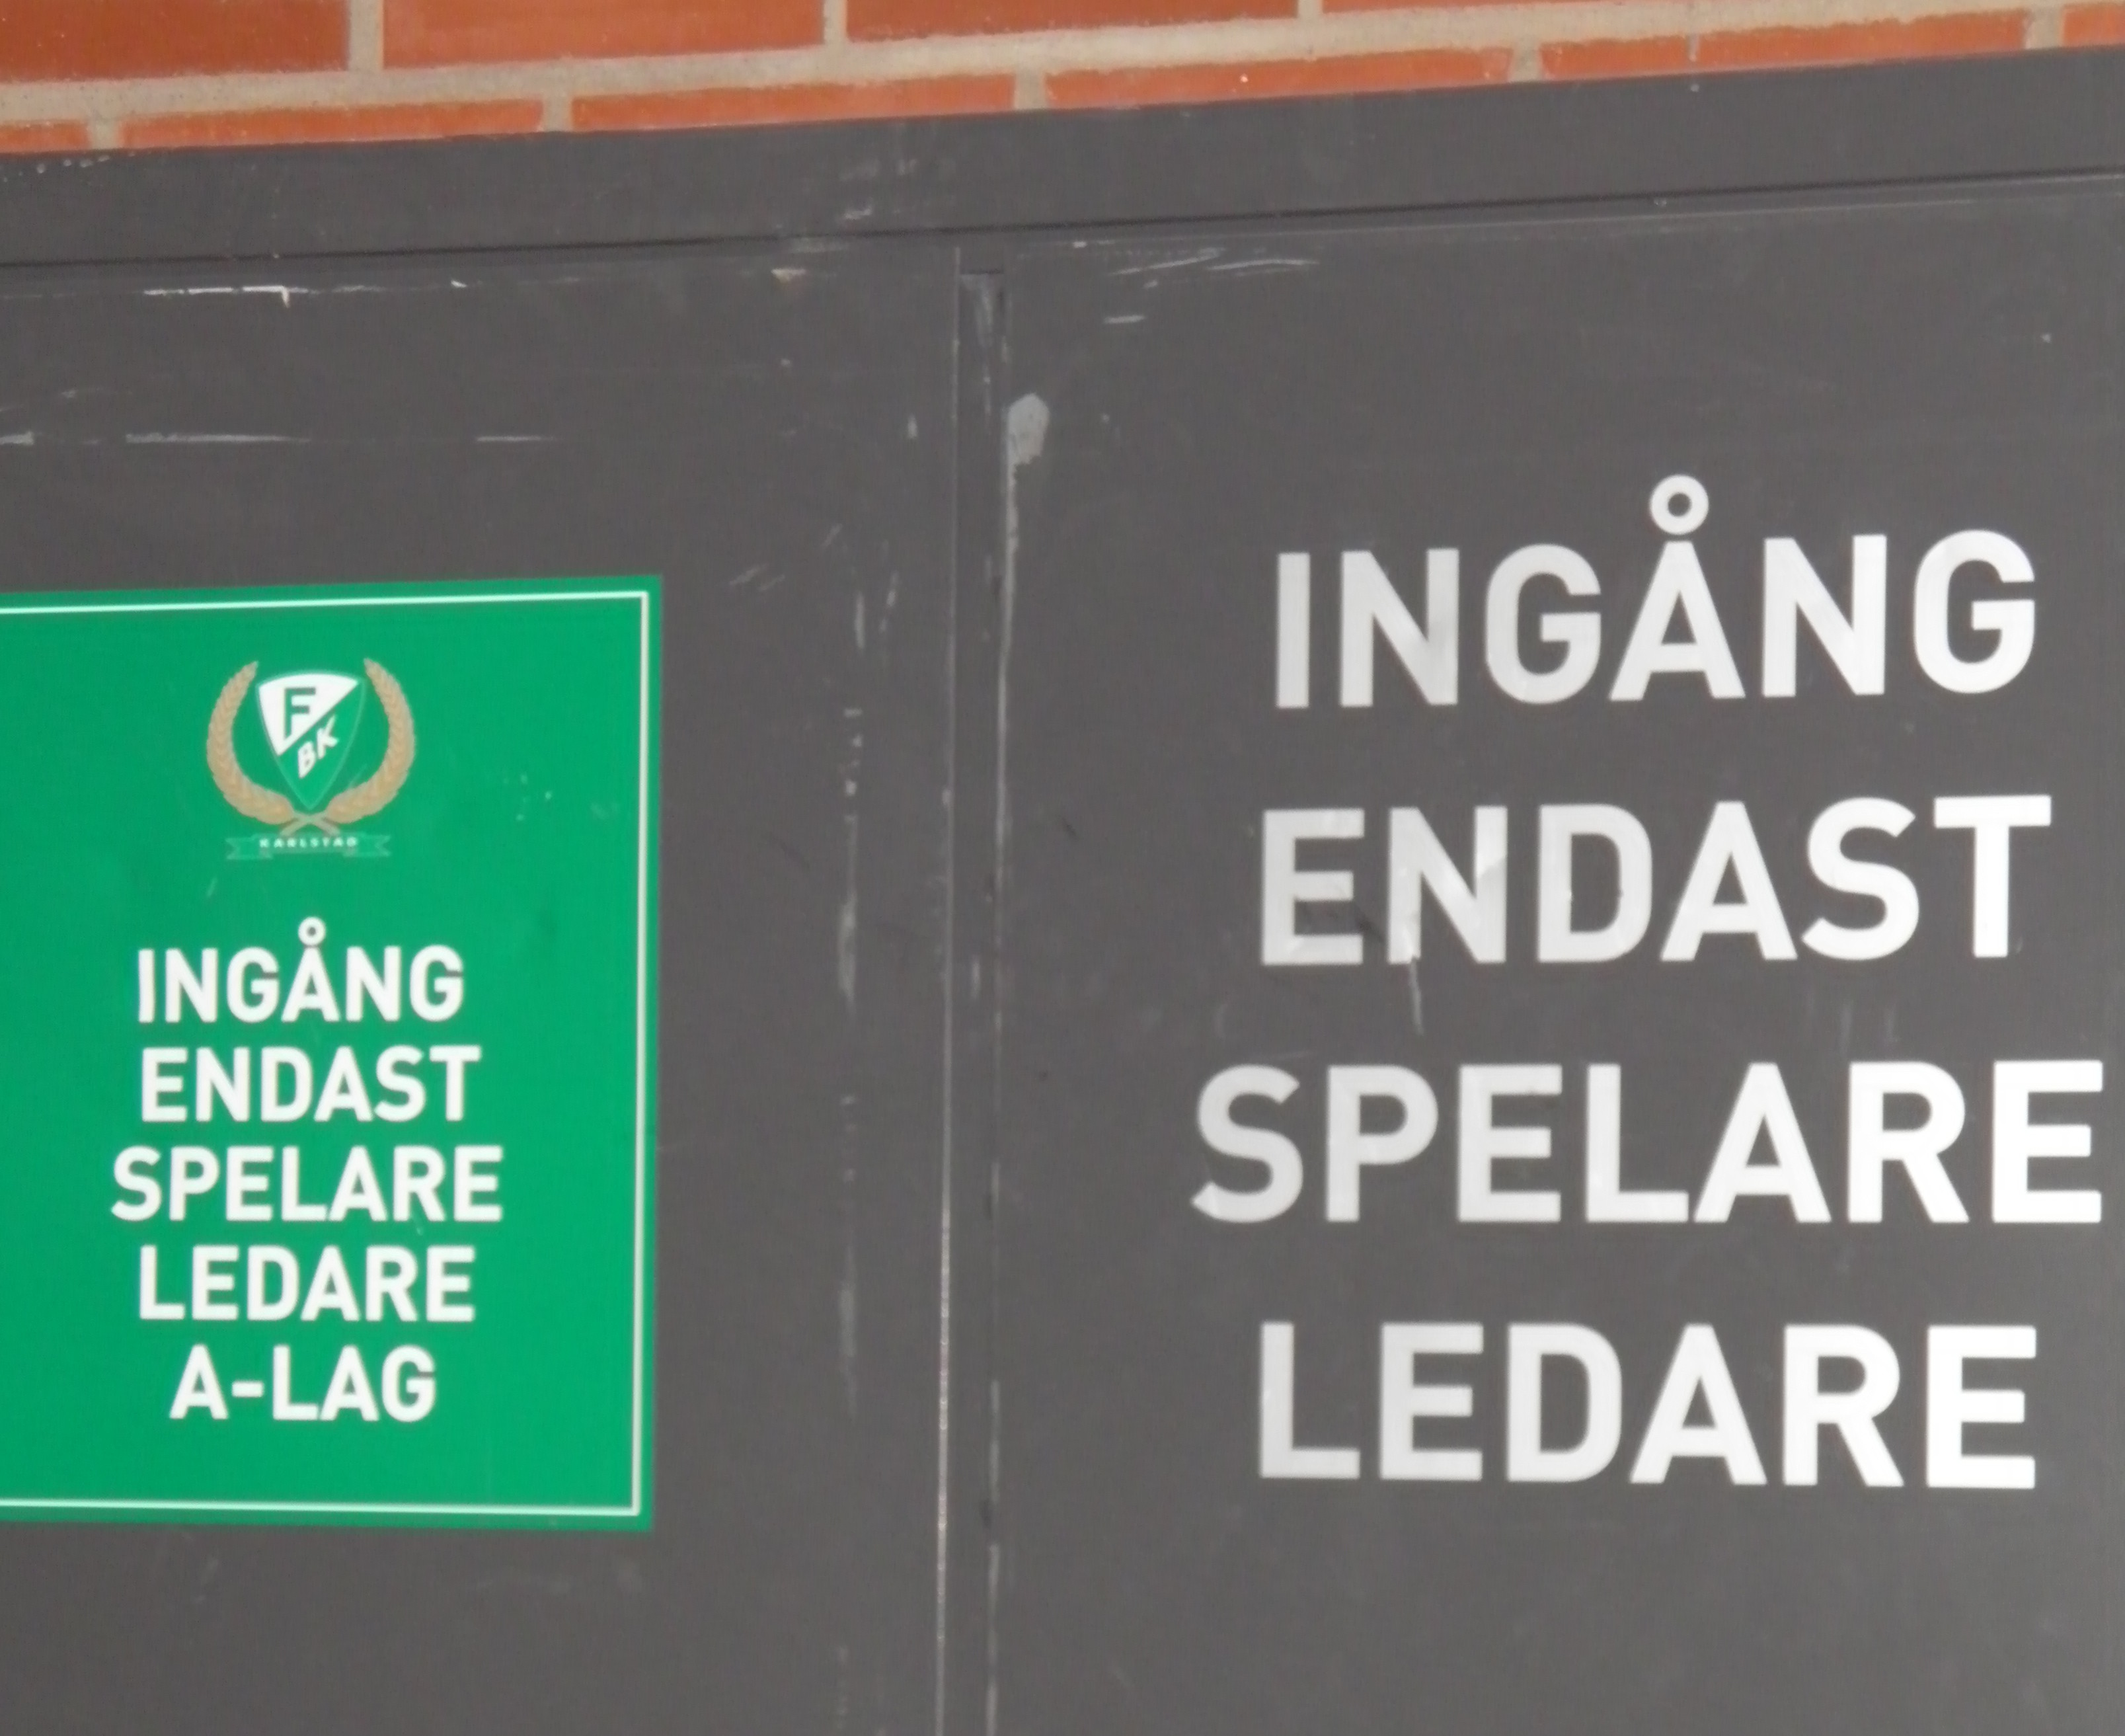 F
BK
KARLSTAD
INGÅNG
ENDAST
SPELARE
LEDARE
A-LAG
INGÅNG
ENDAST
SPELARE
LEDARE